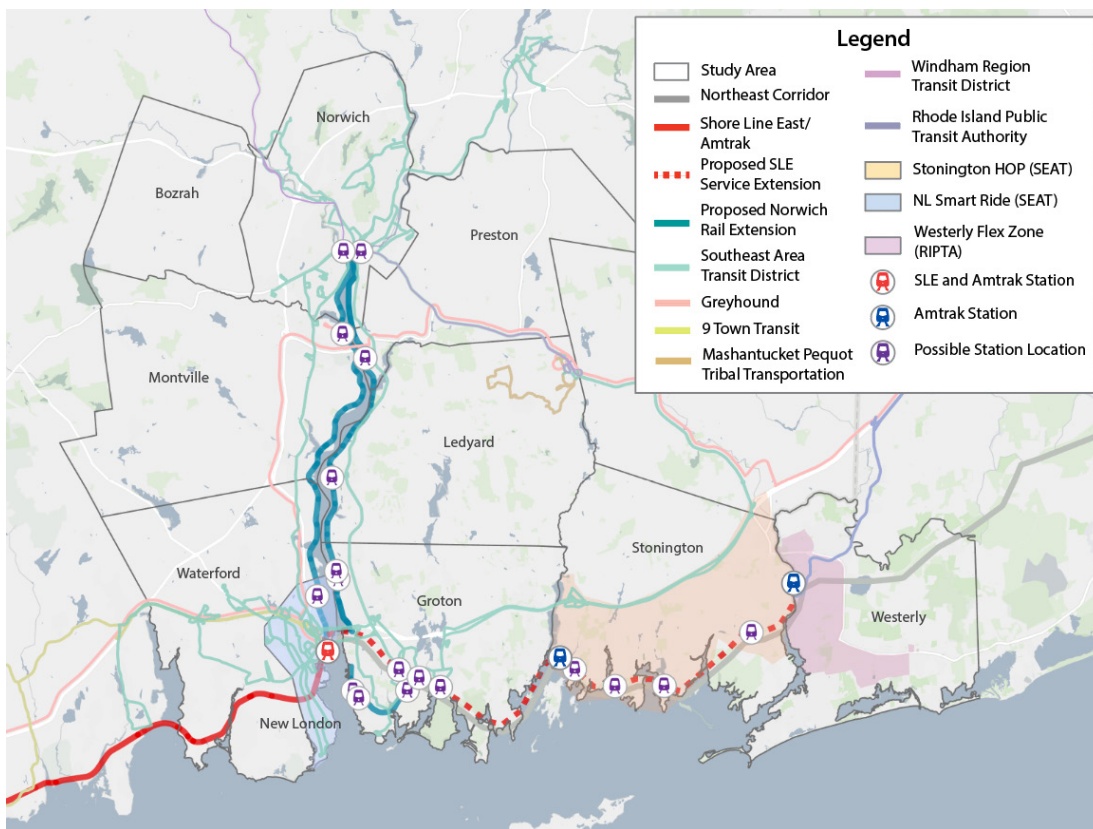 Legend
Study Area
Northeast Corridor
Shore Line East/
Amtrak
Proposed SLE
Service Extension
Proposed Norwich
Rail Extension
Southeast Area
Transit District
Greyhound
9 Town Transit
Mashantucket Pequot
Tribal Transportation
Windham Region
Transit District
Rhode Island Public
Transit Authority
Stonington HOP (SEAT)
NL Smart Ride (SEAT)
Westerly Flex Zone
(RIPTA)
SLE and Amtrak Station
Amtrak Station
Possible Station Location
Norwich
Bozrah
Preston
Montville
Ledyard
Stonington
Waterford
Groton
Westerly
New London